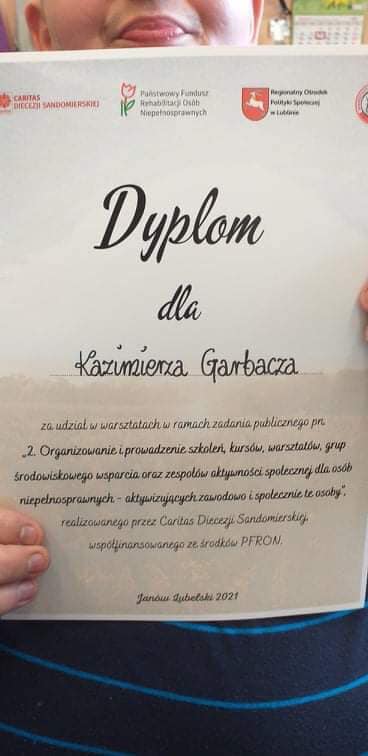 CARITAS
DIECEZJI SANDOMIERSKIEJ
Państwowy Fundusz
Rehabilitacji Osób
Niepełnosprawnych
Regionalny Ośrodek
Polityki Społecznej
w Lublinie
Dyplom
dla
Kazimierza Garbacza
za udział w warsztatach w ramach zadania publicznego pn.
„2. Organizowanie i prowadzenie szkoleń, kursów, warsztatów, grup
środowiskowego wsparcia oraz zespołów aktywności społecznej dla osób
niepełnosprawnych - aktywizujących zawodowo i społecznie te osoby",
realizowanego przez Caritas Diecezji Sandomierskiej,
współfinansowanego ze środków PFRON.
Janów Lubelski 2021